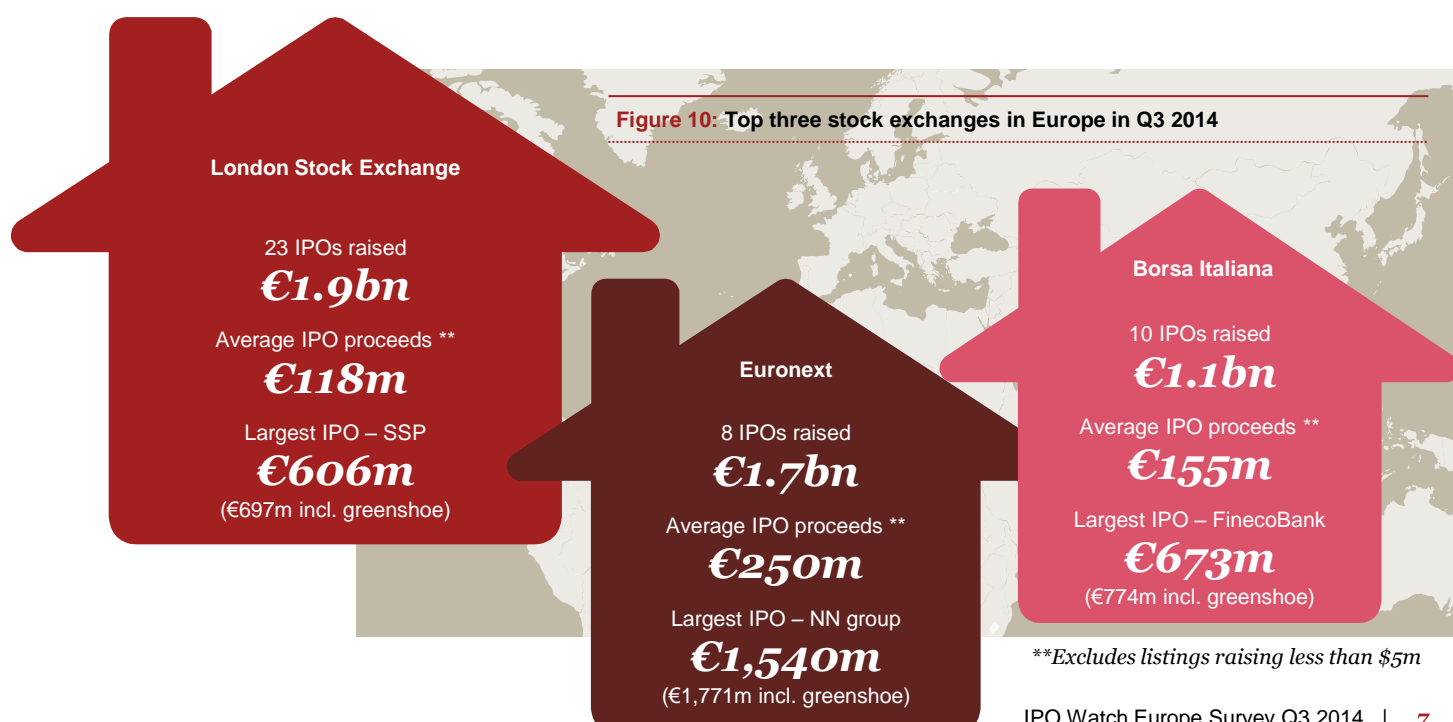 Figure 10: Top three stock exchanges in Europe in Q3 2014
London Stock Exchange
23 IPOs raised
€1.9bn
Average IPO proceeds **
€118m
Largest IPO – SSP
€606m
(€697m incl. greenshoe)
Euronext
8 IPOs raised
€1.7bn
Average IPO proceeds **
€250m
Largest IPO – NN group
€1,540m
(€1,771m incl. greenshoe)
Borsa Italiana
10 IPOs raised
€1.1bn
Average IPO proceeds **
€155m
Largest IPO – FinecoBank
€673m
(€774m incl. greenshoe)
**Excludes listings raising less than $5m
IPO Watch Europe Survey Q3 2014 | 7